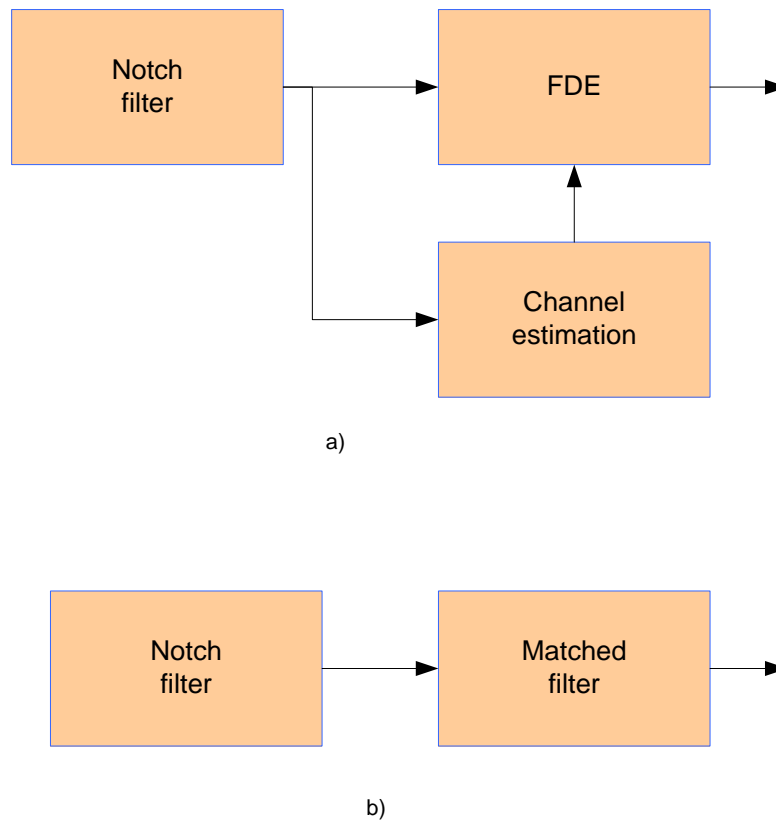 Notch
filter
FDE
Channel
estimation
a)
Notch
filter
Matched
filter
b)